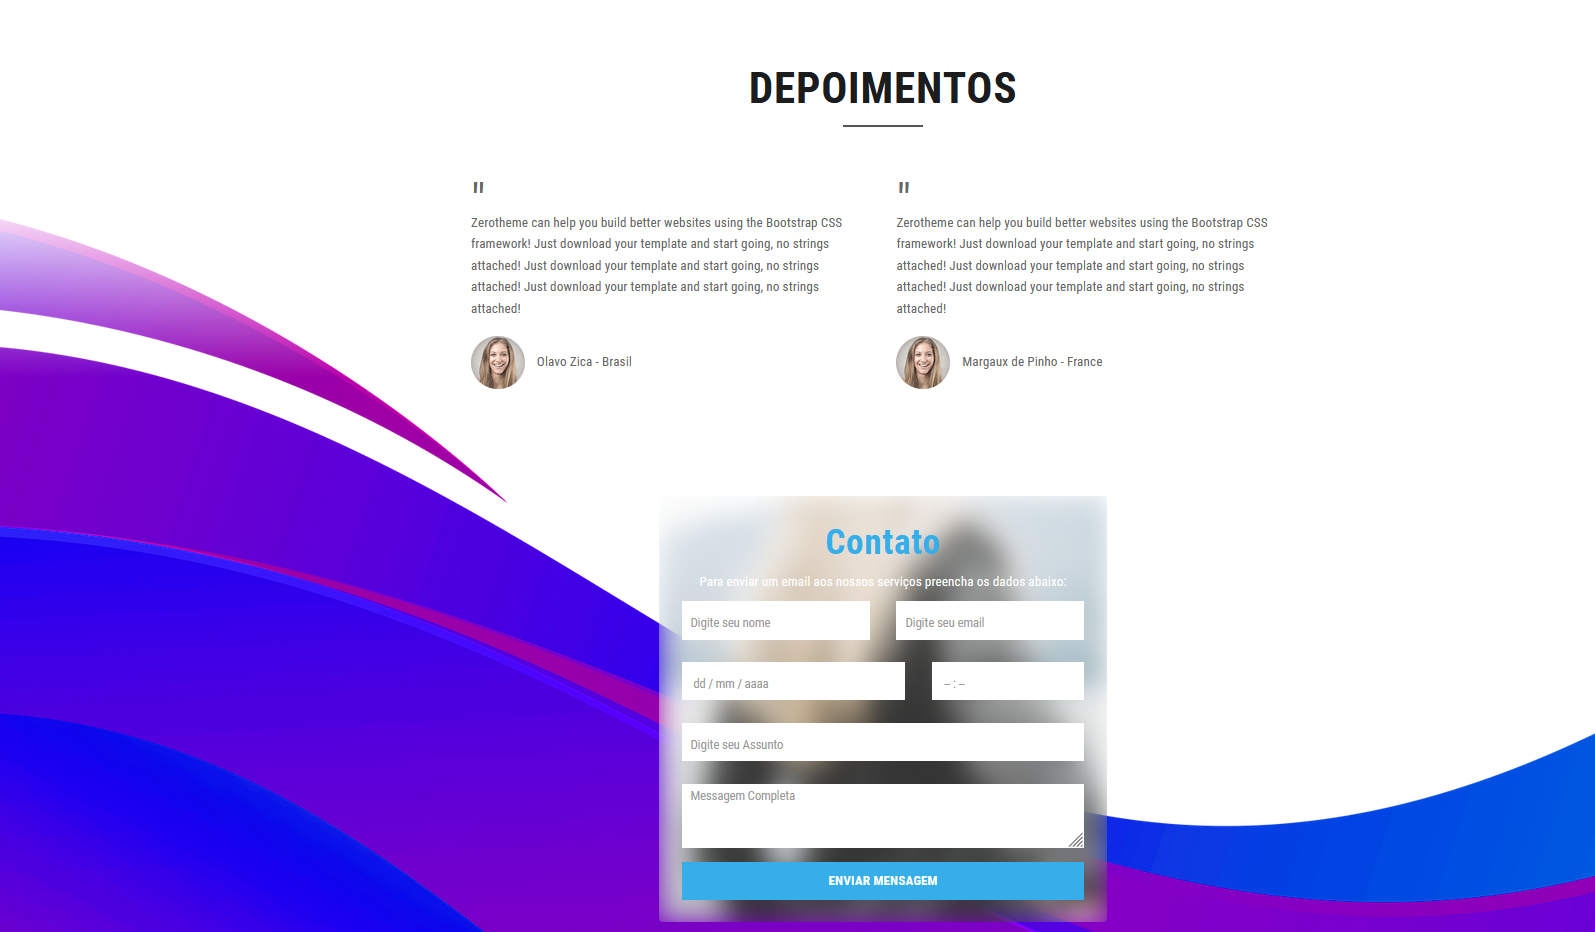 DEPOIMENTOS
"
Zerotheme can help you build better websites using the Bootstrap CSS
framework! Just download your template and start going, no strings
attached! Just download your template and start going, no strings
attached! Just download your template and start going, no strings
attached!
Olavo Zica - Brasil
"
Zerotheme can help you build better websites using the Bootstrap CSS
framework! Just download your template and start going, no strings
attached! Just download your template and start going, no strings
attached! Just download your template and start going, no strings
attached!
Margaux de Pinho - France
Contato
Para enviar um email aos nossos serviços preencha os dados abaixo:
Digite seu nome
Digite seu email
dd / mm / aaaa
-- : --
Digite seu Assunto
Messagem Completa
ENVIAR MENSAGEM